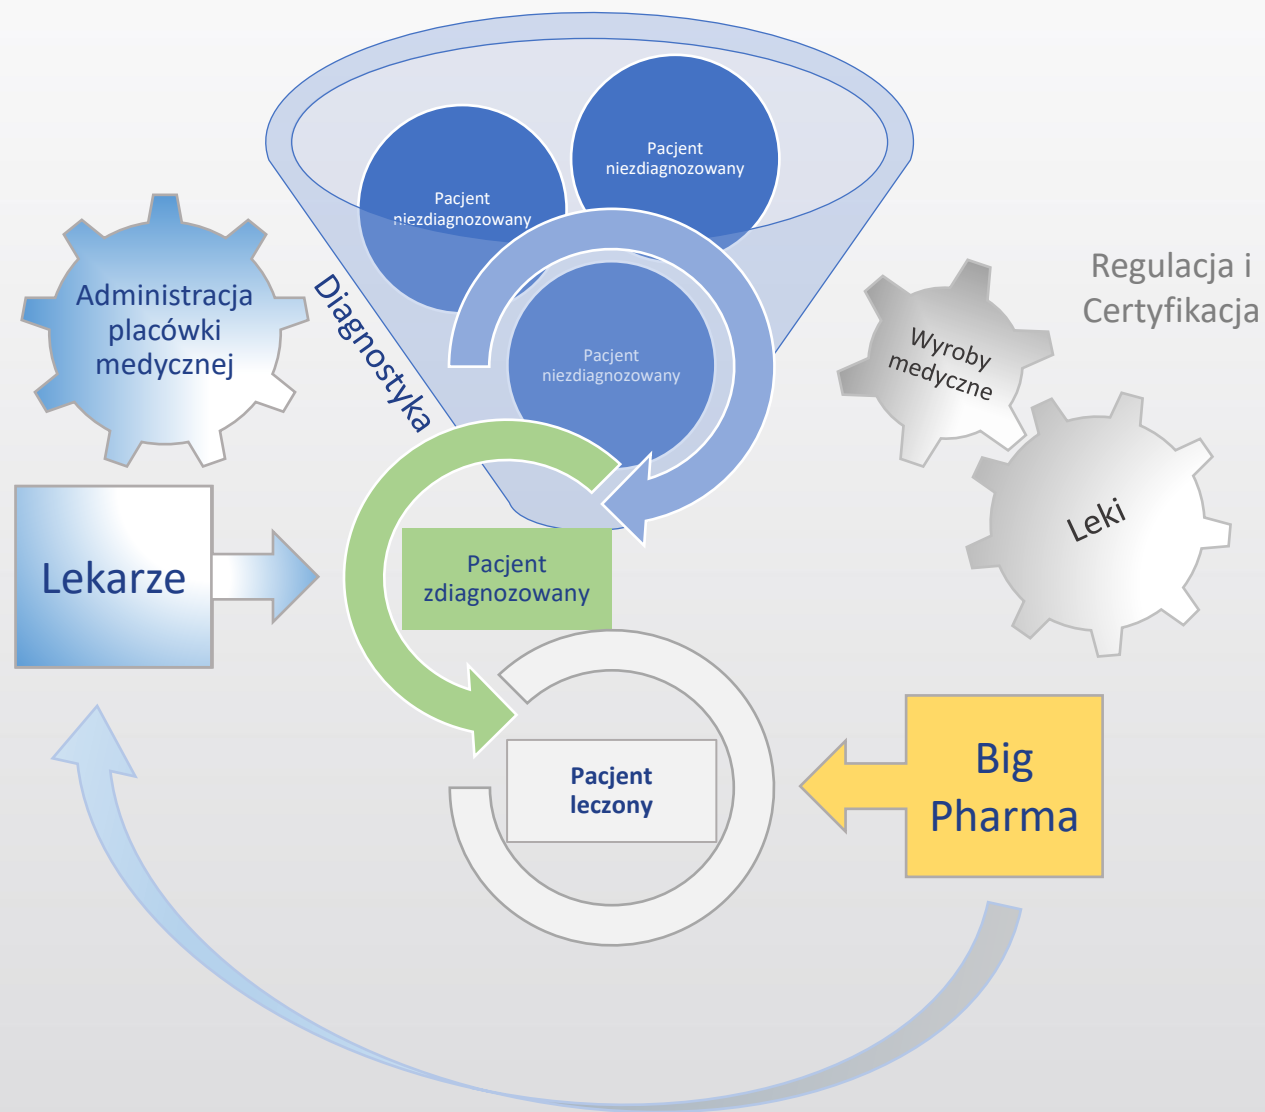 Pacjent
niezdiagnozowany
Pacjent
niezdiagnozowany
Pacjent
niezdiagnozowany
Diagnostyka
Administracja
placówki
medycznej
Regulacja i
Certyfikacja
Wyroby
medyczne
Leki
Lekarze
Pacjent
zdiagnozowany
Pacjent
leczony
Big
Pharma